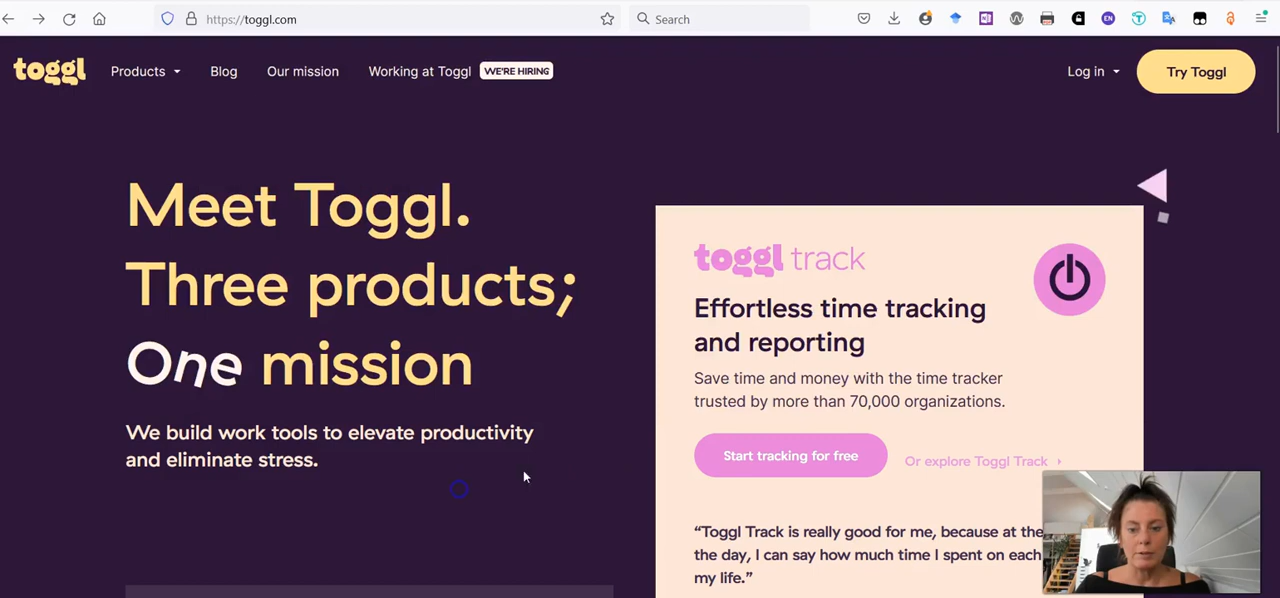 https://toggl.com
Search
EN
toggl
Products
Blog
Our mission
Working at Toggl
WE'RE HIRING
Log in
Try Toggl
Meet Toggl.
Three products;
One mission
We build work tools to elevate productivity
and eliminate stress.
toggl track
Effortless time tracking
and reporting
Save time and money with the time tracker
trusted by more than 70,000 organizations.
Start tracking for free
Or explore Toggl Track
“Toggl Track is really good for me, because at the
the day, I can say how much time I spent on each
my life.”